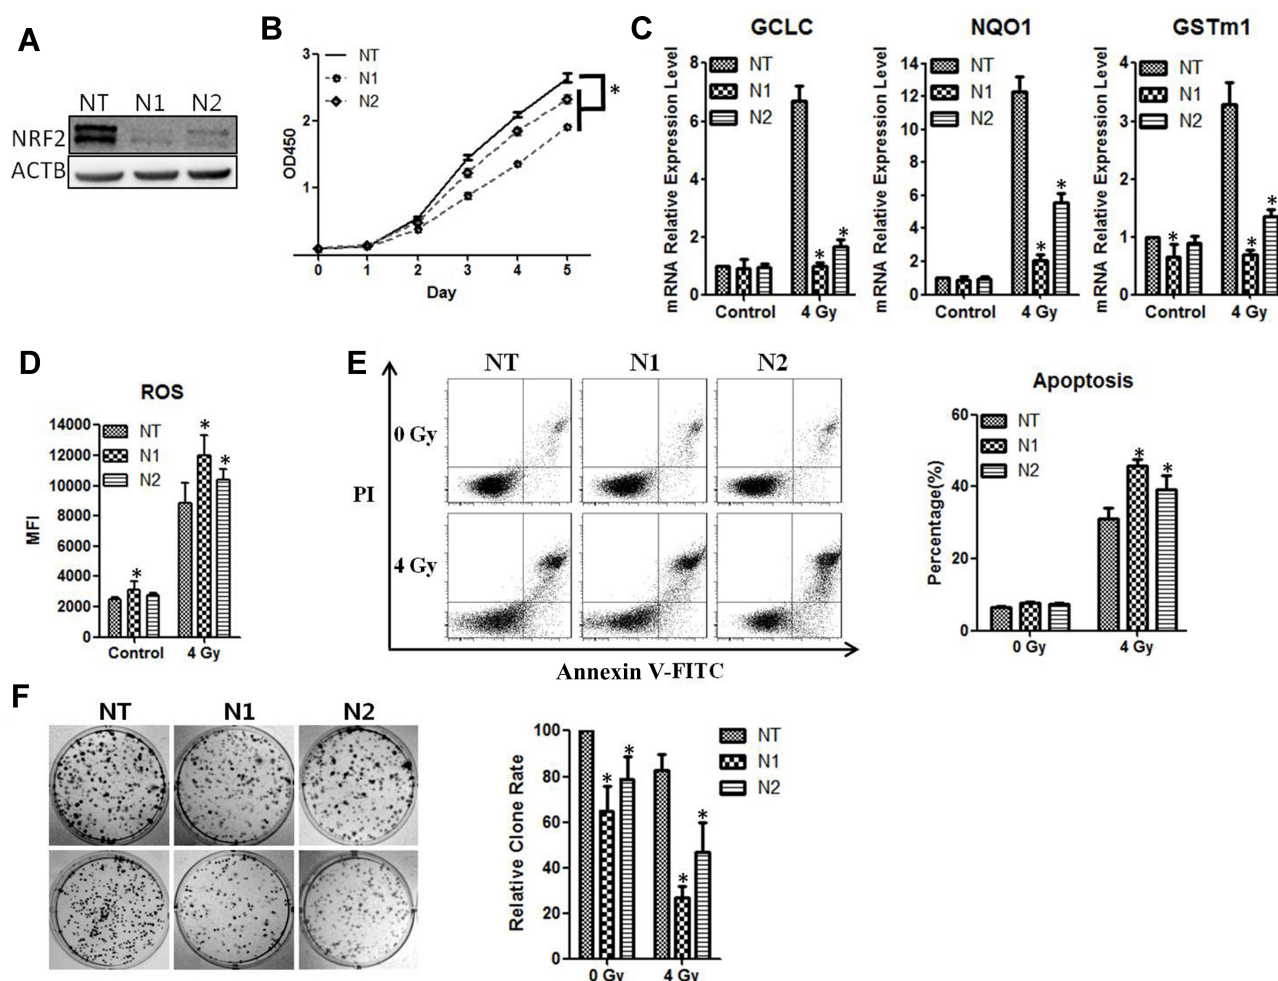 A
NT N1 N2
NRF2
ACTB
B
NT
N1
N2
3
2
1
OD450
*
0 1 2 3 4 5
Day
C
GCLC
mRNA Relative Expression Level
8
6
4
2
0
NT
N1
N2
* *
Control 4 Gy
NQO1
mRNA Relative Expression Level
14
12
10
8
6
4
2
0
NT
N1
N2
* *
Control 4 Gy
GSTm1
mRNA Relative Expression Level
4
3
2
1
0
NT
N1
N2
* * *
Control 4 Gy
D
ROS
MFI
14000
12000
10000
8000
6000
4000
2000
0
NT
N1
N2
* * *
Control 4 Gy
E
NT N1 N2
0 Gy
PI
4 Gy
Annexin V-FITC
Apoptosis
Percentage(%)
60
40
20
0
NT
N1
N2
* *
0 Gy 4 Gy
F
NT N1 N2
Relative Clone Rate
100
80
60
40
20
0
NT
N1
N2
* * * *
0 Gy 4 Gy